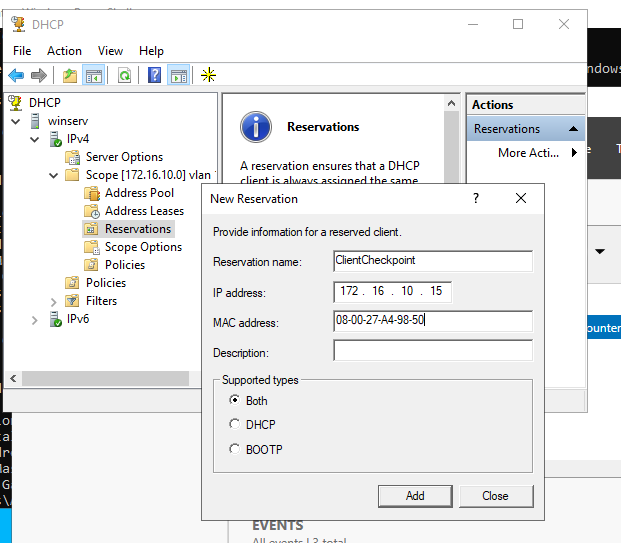 DHCP
File Action View Help
DHCP
winserv
IPv4
Server Options
Scope [172.16.10.0] vlan
Address Pool
Address Leases
Reservations
Scope Options
Policies
Policies
Filters
IPv6
Reservations
A reservation ensures that a DHCP
client is always assigned the same
Actions
Reservations
More Acti...
New Reservation
Provide information for a reserved client.
Reservation name: ClientCheckpoint
IP address: 172 . 16 . 10 . 15
MAC address: 08-00-27-A4-98-50
Description:
Supported types
Both
DHCP
BOOTP
Add Close
ndows
ounter
EVENTS
All events | 3 total